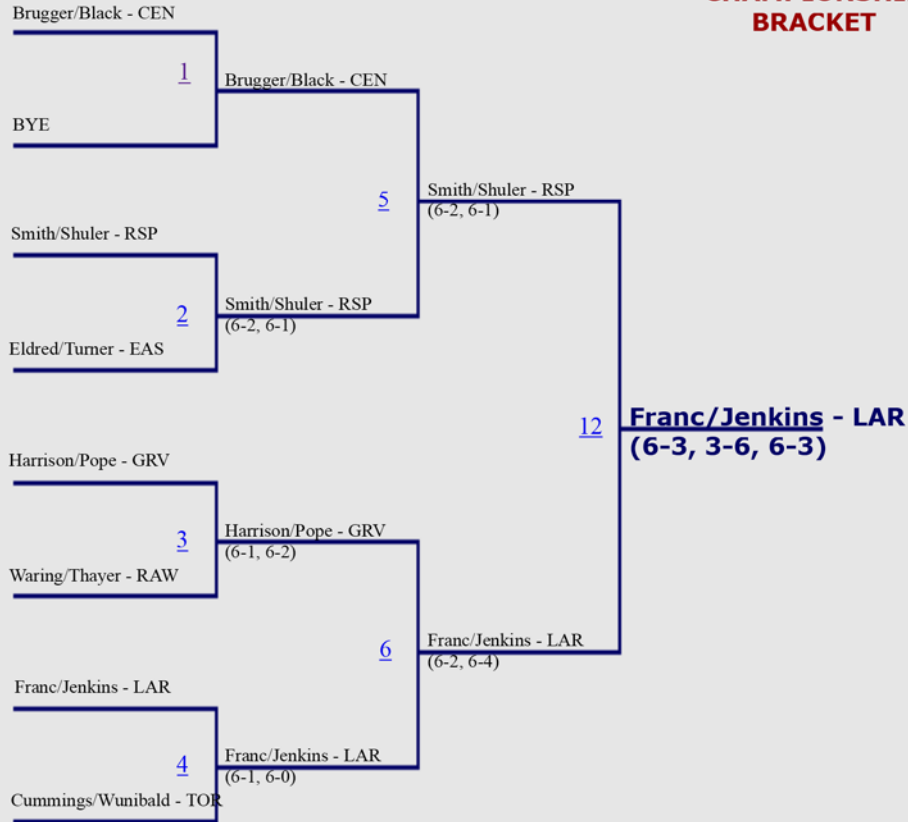 BRACKET
Brugger/Black - CEN
1
Brugger/Black - CEN
BYE
5
Smith/Shuler - RSP
(6-2, 6-1)
Smith/Shuler - RSP
2
Smith/Shuler - RSP
(6-2, 6-1)
Eldred/Turner - EAS
12
Franc/Jenkins - LAR
(6-3, 3-6, 6-3)
Harrison/Pope - GRV
3
Harrison/Pope - GRV
(6-1, 6-2)
Waring/Thayer - RAW
6
Franc/Jenkins - LAR
(6-2, 6-4)
Franc/Jenkins - LAR
4
Franc/Jenkins - LAR
(6-1, 6-0)
Cummings/Wunibald - TOR